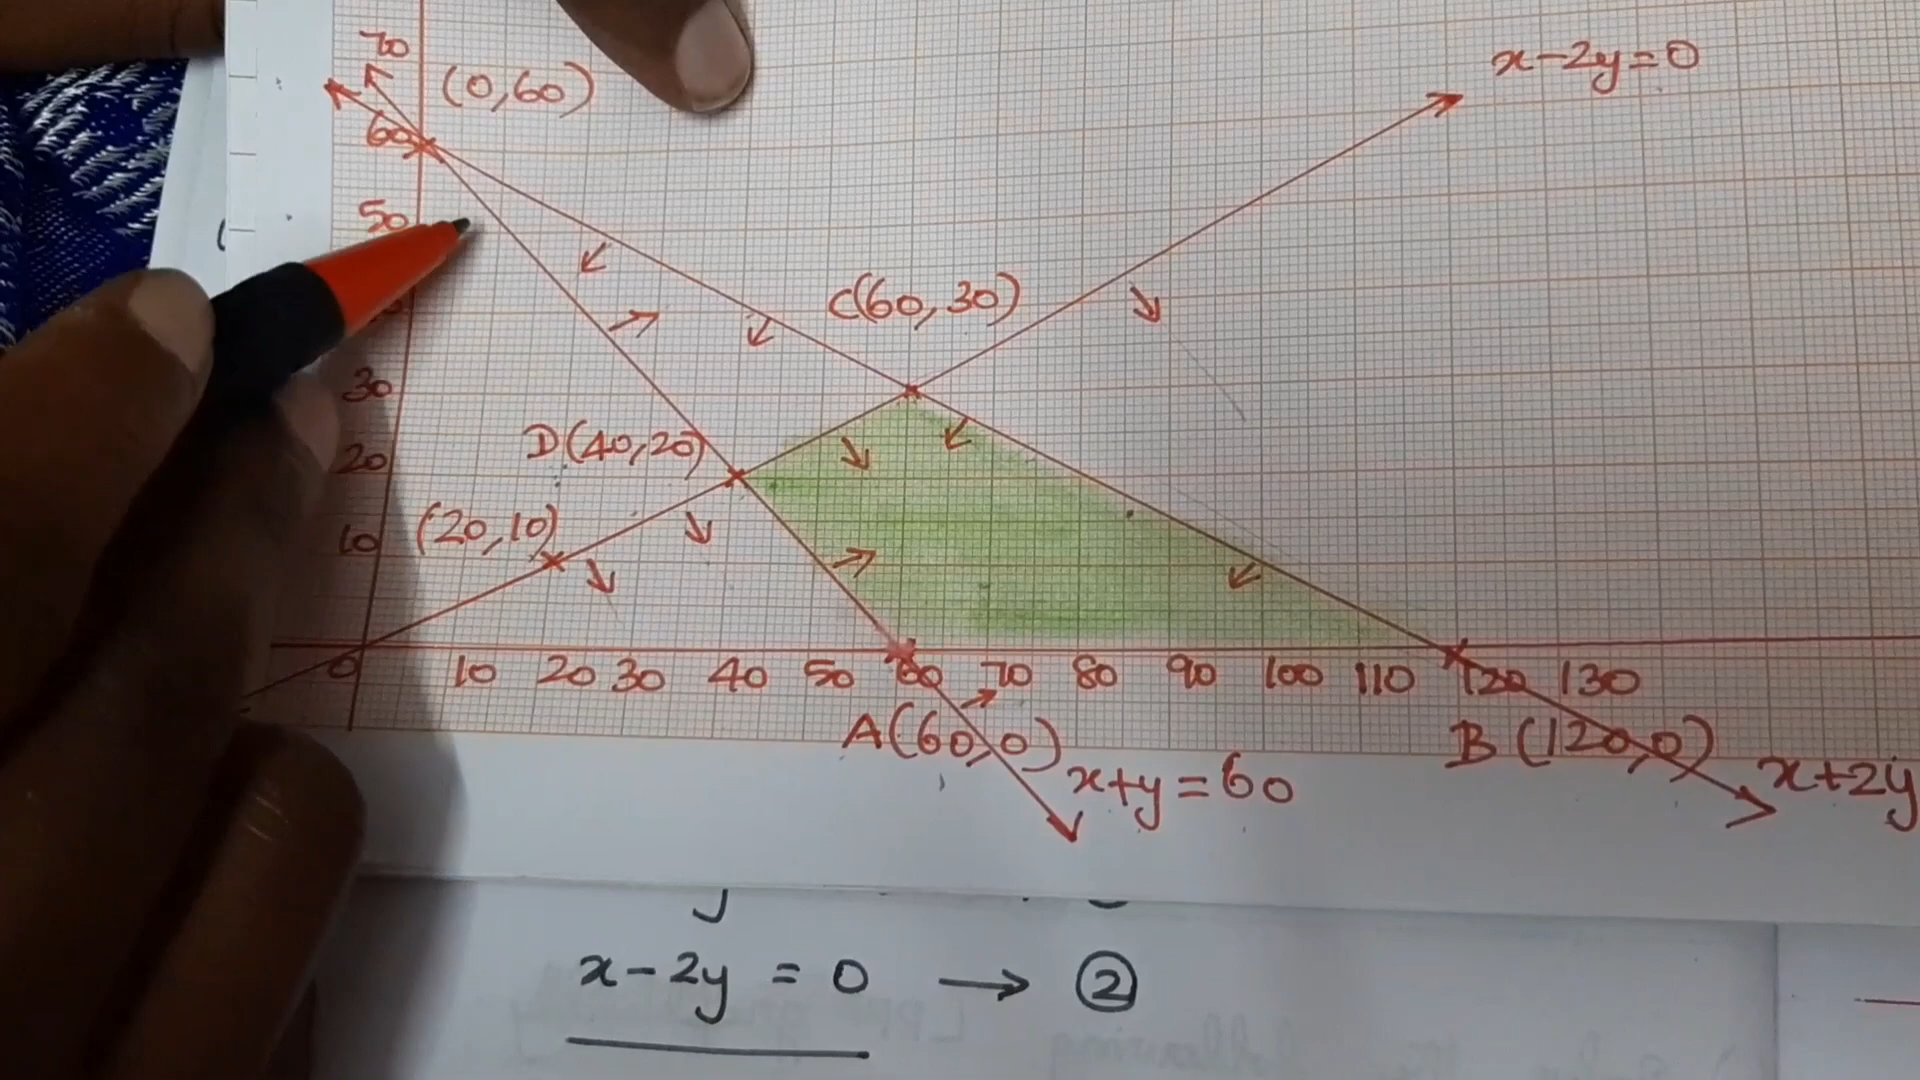 70
(0,60)
x-2y=0
60
50
C(60,30)
30
D(40,20)
20
(20,10)
10
0 10 20 30 40 50 60 70 80 90 100 110 120 130
A(60,0)
B(120,0)
x+y=60
x+2y
x-2y = 0 → ②